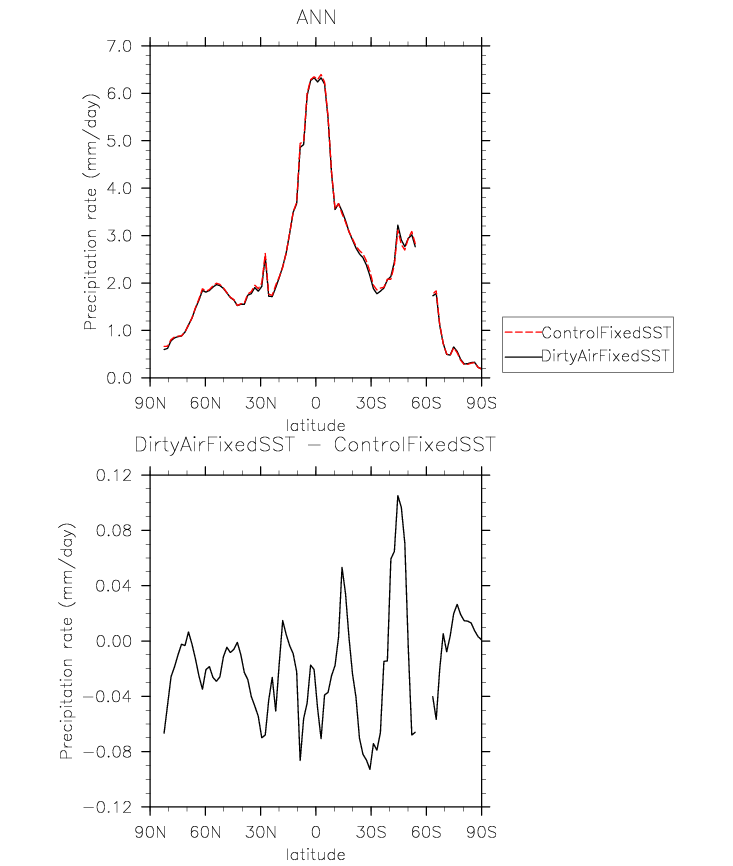 ANN
7.0
6.0
5.0
4.0
3.0
2.0
1.0
0.0
Precipitation rate (mm/day)
90N 60N 30N 0 30S 60S 90S
latitude
ControlFixedSST
DirtyAirFixedSST
DirtyAirFixedSST − ControlFixedSST
0.12
0.08
0.04
0.00
−0.04
−0.08
−0.12
Precipitation rate (mm/day)
90N 60N 30N 0 30S 60S 90S
latitude